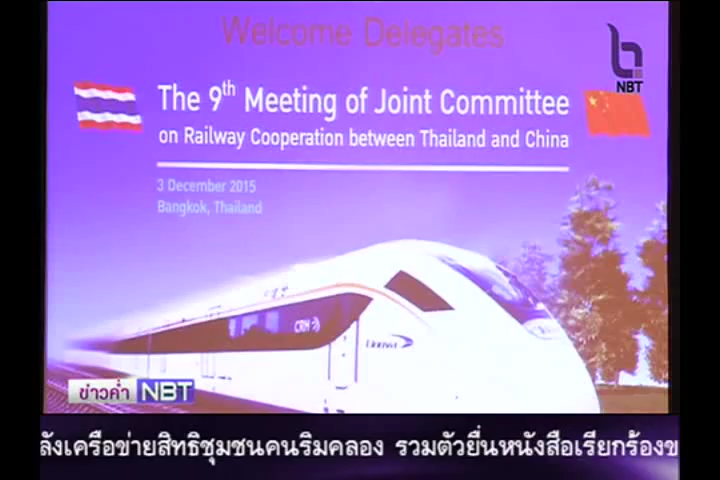 Welcome Delegates
NBT
The 9th Meeting of Joint Committee
on Railway Cooperation between Thailand and China
3 December 2015
Bangkok, Thailand
CRH
ข่าวค่ำ NBT
ลังเครือข่ายสิทธิชุมชนคนริมคลอง รวมตัวยื่นหนังสือเรียกร้องข